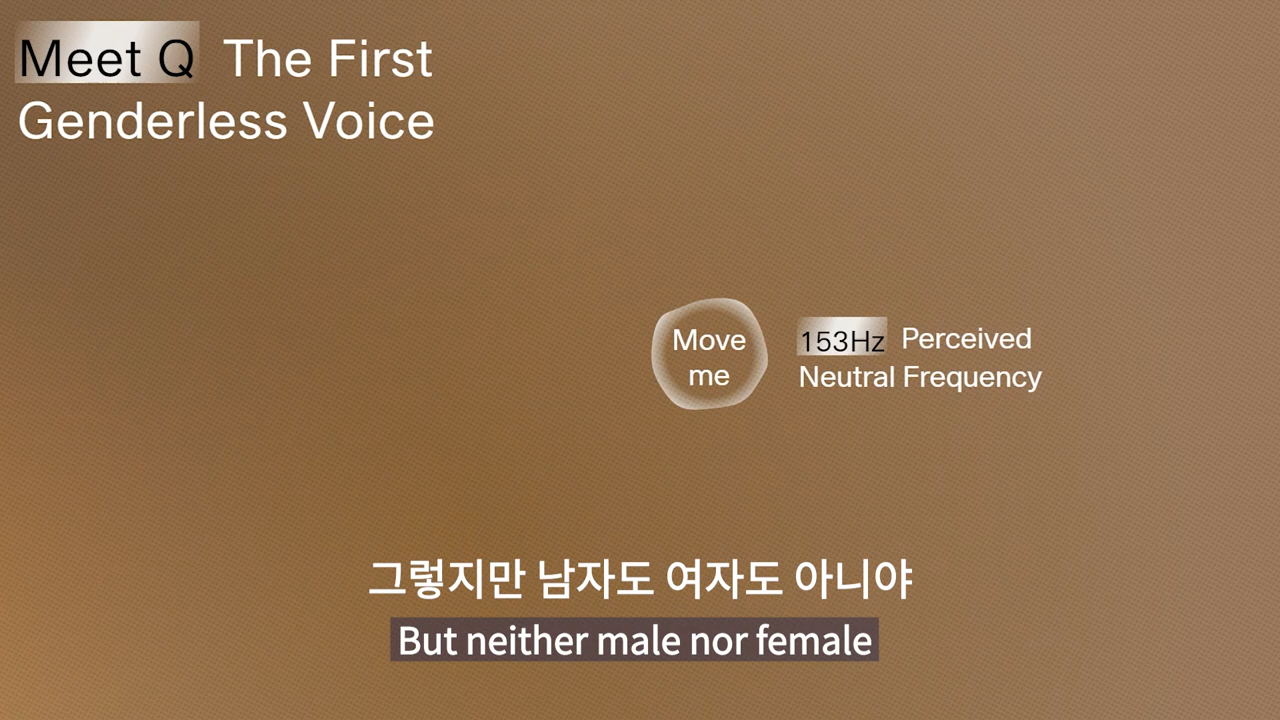 Meet Q The First
Genderless Voice
Move
me
153Hz Perceived
Neutral Frequency
그렇지만 남자도 여자도 아니야
But neither male nor female